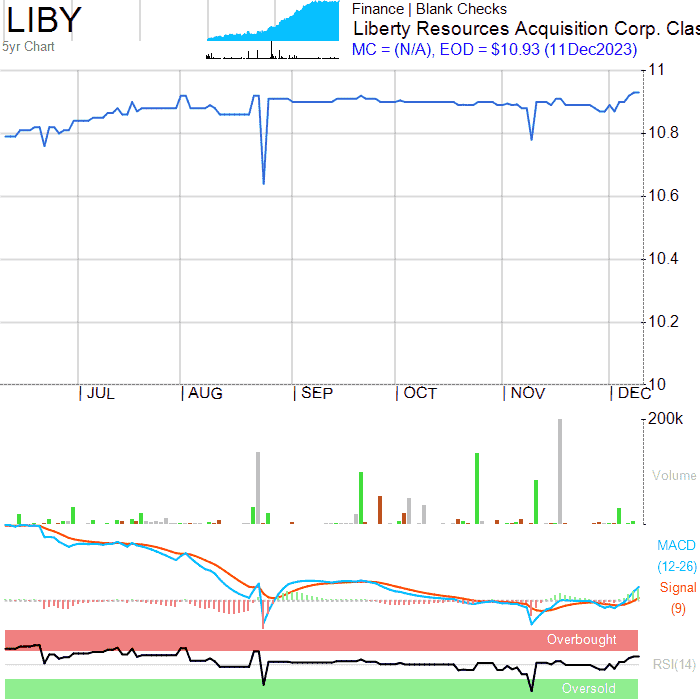 LIBY
5yr Chart
Finance | Blank Checks
Liberty Resources Acquisition Corp. Clas
MC = (N/A), EOD = $10.93 (11Dec2023)
11
10.8
10.6
10.4
10.2
10
JUL AUG SEP OCT NOV DEC
200k
Volume
MACD
(12-26)
Signal
(9)
Overbought
RSI(14)
Oversold